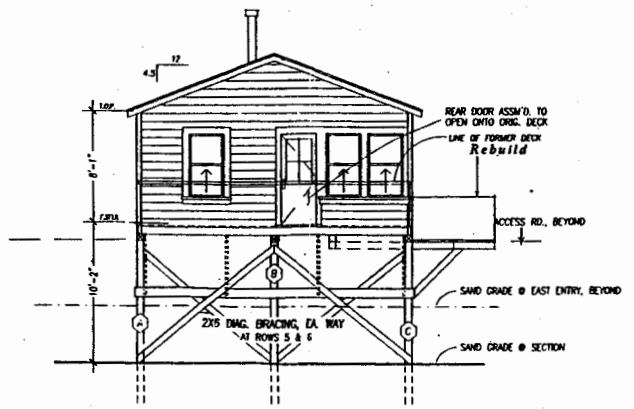 12
4.5
T.O.P.
REAR DOOR ASSM'D. TO
OPEN ONTO ORIG. DECK
LINE OF FORMER DECK
Rebuild
8'-1"
ACCESS RD., BEYOND
10'-2"
B
SAND GRADE @ EAST ENTRY, BEYOND
A
2X6 DIAG. BRACING, EA. WAY
AT ROWS 5 & 6
C
SAND GRADE @ SECTION